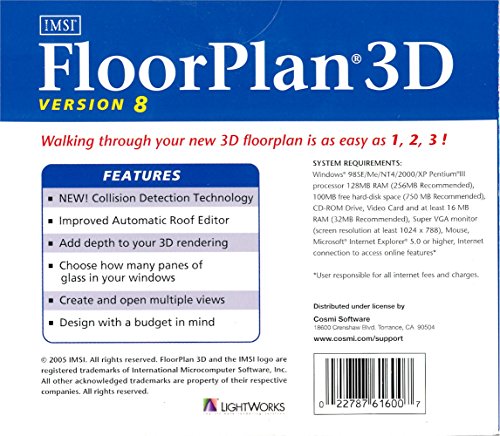 IMSI
FloorPlan® 3D
VERSION 8
Walking through your new 3D floorplan is as easy as 1, 2, 3 !
FEATURES
▪ NEW! Collision Detection Technology
▪ Improved Automatic Roof Editor
▪ Add depth to your 3D rendering
▪ Choose how many panes of
glass in your windows
▪ Create and open multiple views
▪ Design with a budget in mind
SYSTEM REQUIREMENTS:
Windows® 98SE/Me/NT4/2000/XP Pentium®III
processor 128MB RAM (256MB Recommended),
100MB free hard-disk space (750 MB Recommended),
CD-ROM Drive, Video Card and at least 16 MB
RAM (32MB Recommended), Super VGA monitor
(screen resolution at least 1024 x 788), Mouse,
Microsoft® Internet Explorer® 5.0 or higher, Internet
connection to access online features*
*User responsible for all internet fees and charges.
Distributed under license by
Cosmi Software
18600 Crenshaw Blvd. Torrance, CA 90504
www.cosmi.com/support
© 2005 IMSI. All rights reserved. FloorPlan 3D and the IMSI logo are
registered trademarks of International Microcomputer Software, Inc.
All other acknowledged trademarks are property of their respective
companies. All rights reserved.
LIGHTWORKS
0 22787 61600 7